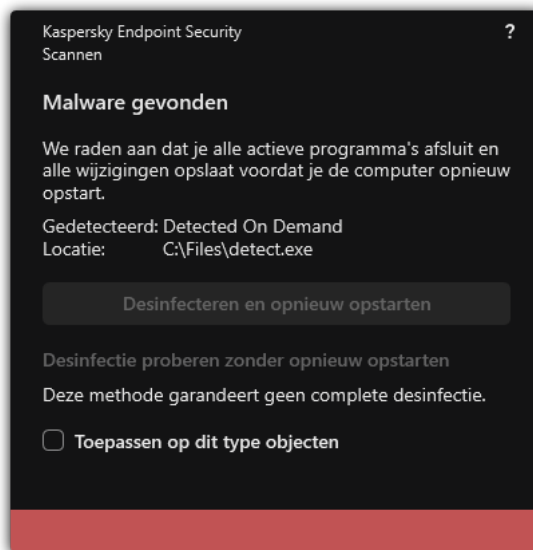 Kaspersky Endpoint Security ?
Scannen
Malware gevonden
We raden aan dat je alle actieve programma's afsluit en
alle wijzigingen opslaat voordat je de computer opnieuw
opstart.
Gedetecteerd: Detected On Demand
Locatie: C:\Files\detect.exe
Desinfecteren en opnieuw opstarten
Desinfectie proberen zonder opnieuw opstarten
Deze methode garandeert geen complete desinfectie.
Toepassen op dit type objecten